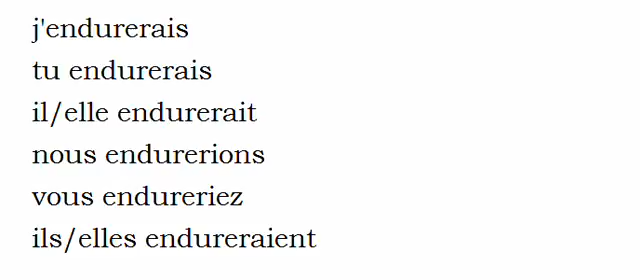 j'endurerais
tu endurerais
il/elle endurerait
nous endurerions
vous endureriez
ils/elles endureraient